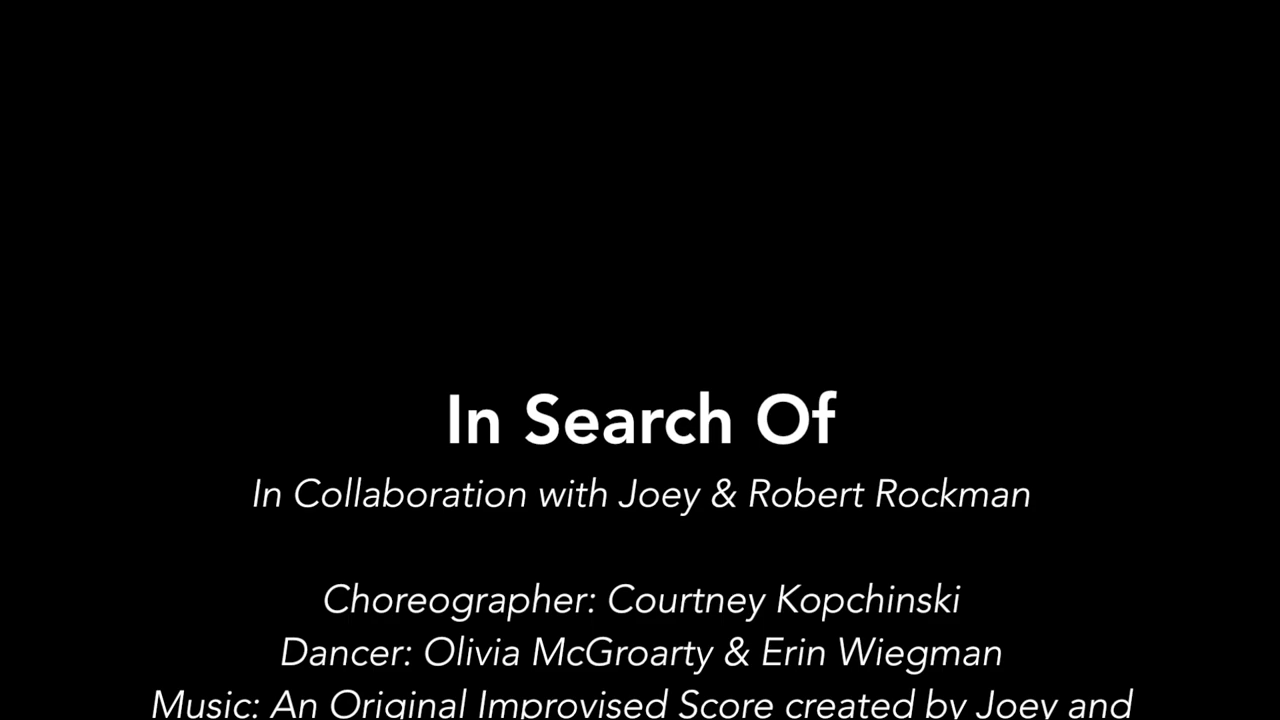 In Search Of
In Collaboration with Joey & Robert Rockman
Choreographer: Courtney Kopchinski
Dancer: Olivia McGroarty & Erin Wiegman
Music: An Original Improvised Score created by Joey and